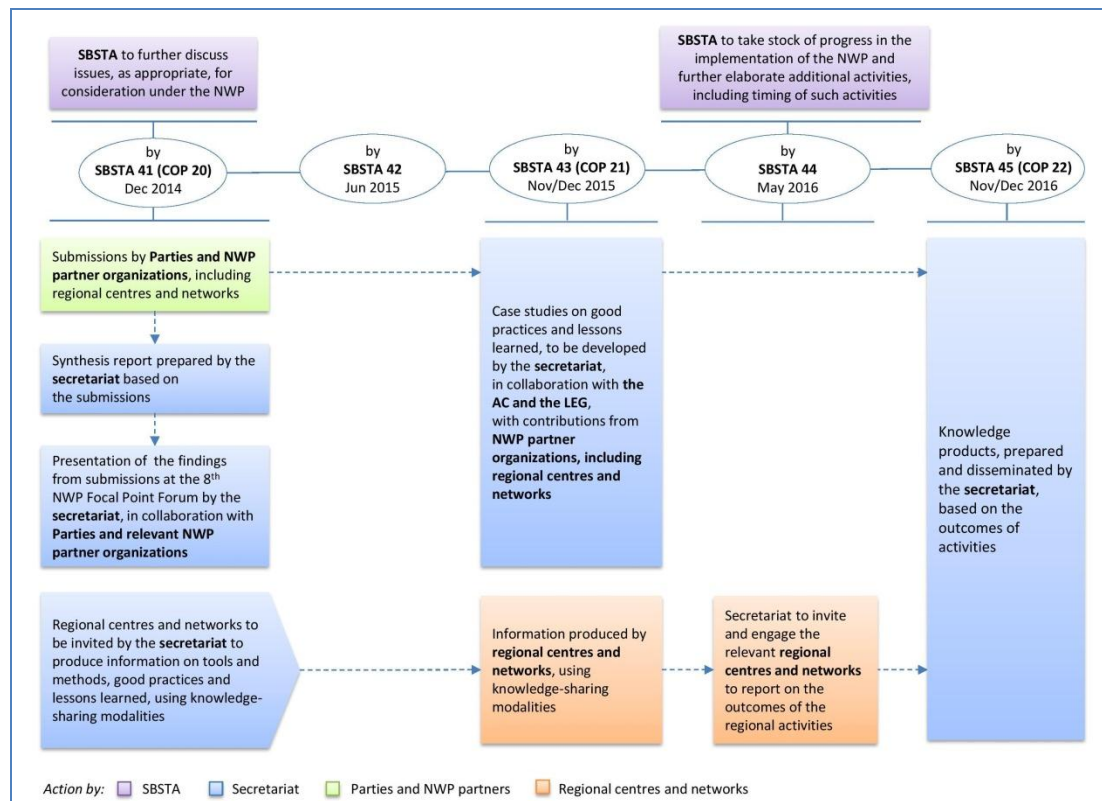 SBSTA to further discuss
issues, as appropriate, for
consideration under the NWP
SBSTA to take stock of progress in the
implementation of the NWP and
further elaborate additional activities,
including timing of such activities
by
SBSTA 41 (COP 20)
Dec 2014
by
SBSTA 42
Jun 2015
by
SBSTA 43 (COP 21)
Nov/Dec 2015
by
SBSTA 44
May 2016
by
SBSTA 45 (COP 22)
Nov/Dec 2016
Submissions by Parties and NWP
partner organizations, including
regional centres and networks
Synthesis report prepared by the
secretariat based on
the submissions
Presentation of the findings
from submissions at the 8th
NWP Focal Point Forum by the
secretariat, in collaboration with
Parties and relevant NWP
partner organizations
Case studies on good
practices and lessons
learned, to be developed
by the secretariat,
in collaboration with the
AC and the LEG,
with contributions from
NWP partner
organizations, including
regional centres and
networks
Knowledge
products, prepared
and disseminated by
the secretariat,
based on the
outcomes of
activities
Regional centres and networks to
be invited by the secretariat to
produce information on tools and
methods, good practices and
lessons learned, using knowledge-
sharing modalities
Information produced by
regional centres and
networks, using
knowledge-sharing
modalities
Secretariat to invite
and engage the
relevant regional
centres and networks
to report on the
outcomes of the
regional activities
Action by: SBSTA Secretariat Parties and NWP partners Regional centres and networks